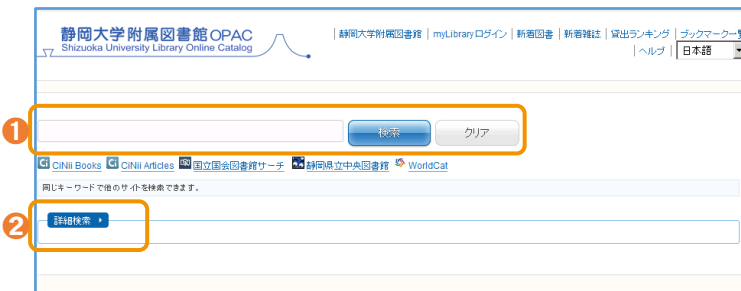 静岡大学附属図書館OPAC
Shizuoka University Library Online Catalog
静岡大学附属図書館 | myLibraryログイン | 新着図書 | 新着雑誌 | 貸出ランキング | ブックマーク一覧
| ヘルプ | 日本語
1
検索 クリア
CiNii Books CiNii Articles 国立国会図書館サーチ 静岡県立中央図書館 WorldCat
同じキーワードで他のサイトを検索できます。
2
詳細検索